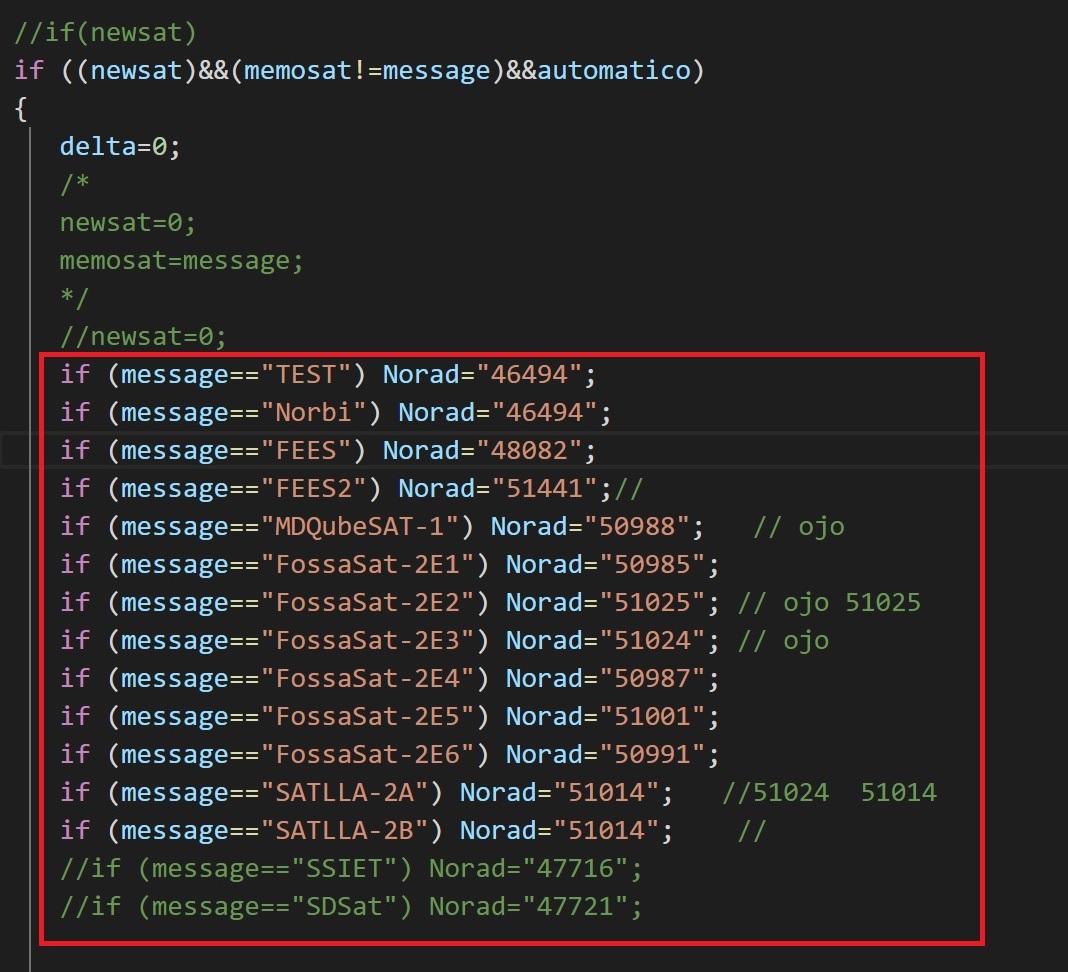 //if(newsat)
if ((newsat)&&(memosat!=message)&&automatico)
{
delta=0;
/*
newsat=0;
memosat=message;
*/
//newsat=0;
if (message=="TEST") Norad="46494";
if (message=="Norbi") Norad="46494";
if (message=="FEES") Norad="48082";
if (message=="FEES2") Norad="51441";//
if (message=="MDQubeSAT-1") Norad="50988";   // ojo
if (message=="FossaSat-2E1") Norad="50985";
if (message=="FossaSat-2E2") Norad="51025"; // ojo 51025
if (message=="FossaSat-2E3") Norad="51024"; // ojo
if (message=="FossaSat-2E4") Norad="50987";
if (message=="FossaSat-2E5") Norad="51001";
if (message=="FossaSat-2E6") Norad="50991";
if (message=="SATLLA-2A") Norad="51014";   //51024  51014
if (message=="SATLLA-2B") Norad="51014";    //
//if (message=="SSIET") Norad="47716";
//if (message=="SDSat") Norad="47721";